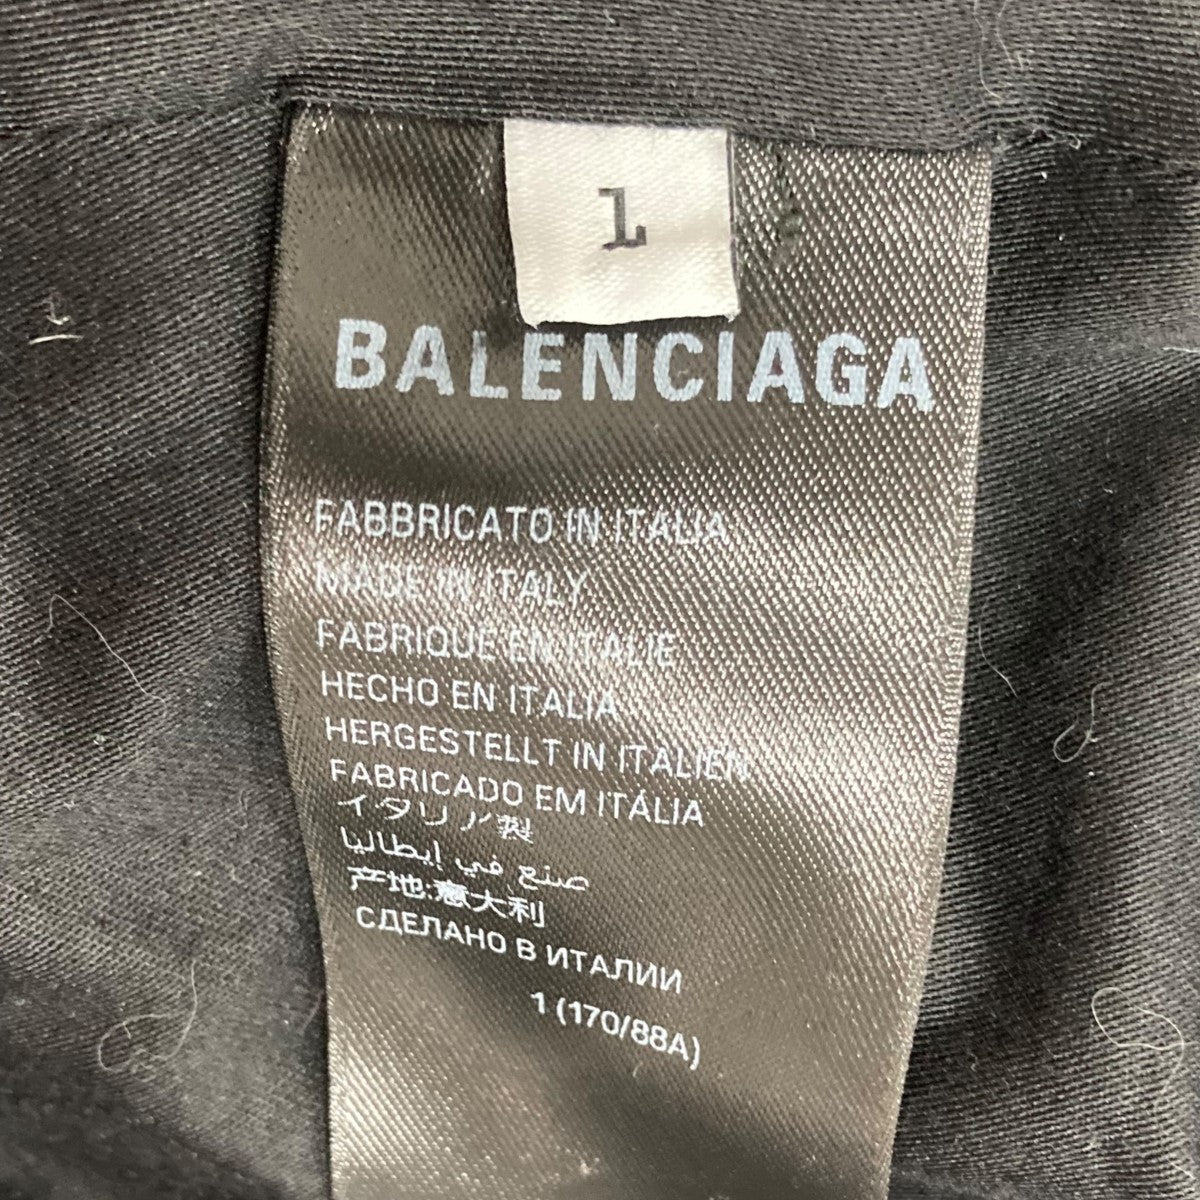 1
BALENCIAGA
FABBRICATO IN ITALIA
MADE IN ITALY
FABRIQUE EN ITALIE
HECHO EN ITALIA
HERGESTELLT IN ITALIEN
FABRICADO EM ITÁLIA
イタリア製
صنع في إيطاليا
产地:意大利
СДЕЛАНО В ИТАЛИИ
1 (170/88A)